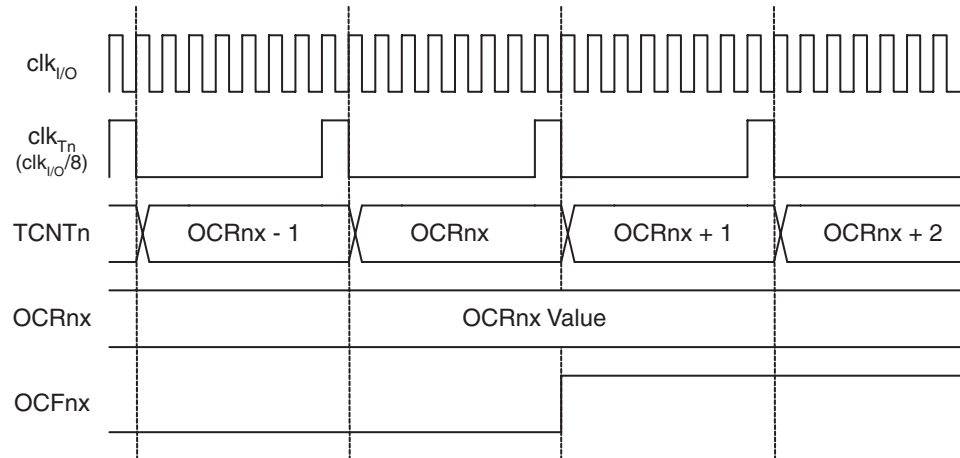 clkI/O
clkTn
(clkI/O/8)
TCNTn OCRnx - 1 OCRnx OCRnx + 1 OCRnx + 2
OCRnx OCRnx Value
OCFnx